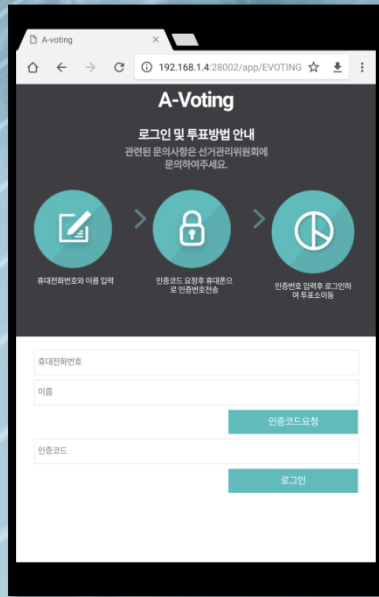 A-voting
192.168.1.4:28002/app/EVOTING
A-Voting
로그인 및 투표방법 안내
관련된 문의사항은 선거관리위원회에
문의하여주세요.
휴대전화번호와 이름 입력
인증코드 요청후 휴대폰으
로 인증번호전송
인증번호 입력후 로그인하
여 투표소이동
휴대전화번호
이름
인증코드요청
인증코드
로그인